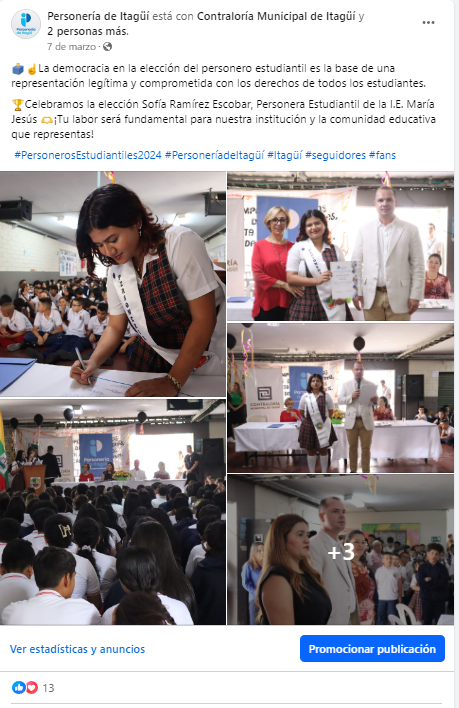 Personería de Itagüí está con Contraloría Municipal de Itagüí y
2 personas más.
7 de marzo ·
🗳️☝️La democracia en la elección del personero estudiantil es la base de una
representación legítima y comprometida con los derechos de todos los estudiantes.
🏆Celebramos la elección Sofía Ramírez Escobar, Personera Estudiantil de la I.E. María
Jesús 🫶¡Tu labor será fundamental para nuestra institución y la comunidad educativa
que representas!
#PersonerosEstudiantiles2024 #PersoneríadeItagüí #Itagüí #seguidores #fans
CONTRALORÍA
Personería
+3
Ver estadísticas y anuncios
Promocionar publicación
13